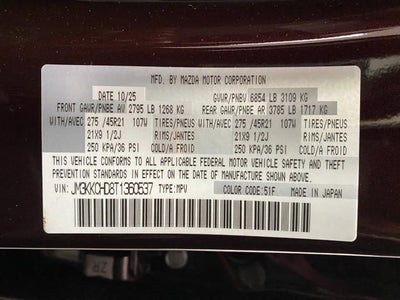 MFD. BY MAZDA MOTOR CORPORATION
DATE 10/25 GVWR/PNBV 6854 LB 3109 KG
FRONT GAWR/PNBE AV 2795 LB 1268 KG REAR GAWR/PNBE AR 3785 LB 1717 KG
WITH/AVEC 275 /45R21 107W TIRES/PNEUS WITH/AVEC 275 /45R21 107W TIRES/PNEUS
21X9 1/2J RIMS/JANTES 21X9 1/2J RIMS/JANTES
250 KPA/36 PSI COLD/A FROID 250 KPA/36 PSI COLD/A FROID
THIS VEHICLE CONFORMS TO ALL APPLICABLE FEDERAL MOTOR VEHICLE SAFETY & THEFT
PREVENTION STANDARDS IN EFFECT ON THE DATE OF MANUFACTURE SHOWN ABOVE.
VIN: JM3KKCHD8T1360537 TYPE: MPV COLOR CODE: 51F MADE IN JAPAN